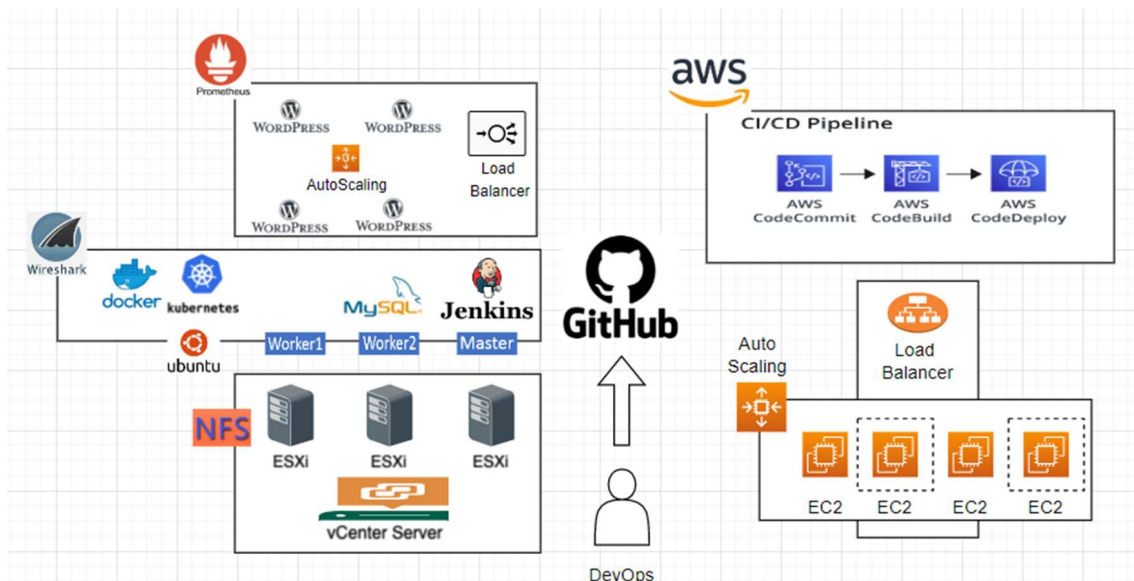 Prometheus
WORDPRESS
WORDPRESS
AutoScaling
WORDPRESS
WORDPRESS
Load
Balancer
Wireshark
docker
kubernetes
MySQL
Jenkins
ubuntu
Worker1
Worker2
Master
NFS
ESXi
ESXi
ESXi
vCenter Server
GitHub
DevOps
aws
CI/CD Pipeline
AWS
CodeCommit
AWS
CodeBuild
AWS
CodeDeploy
Load
Balancer
Auto
Scaling
EC2
EC2
EC2
EC2